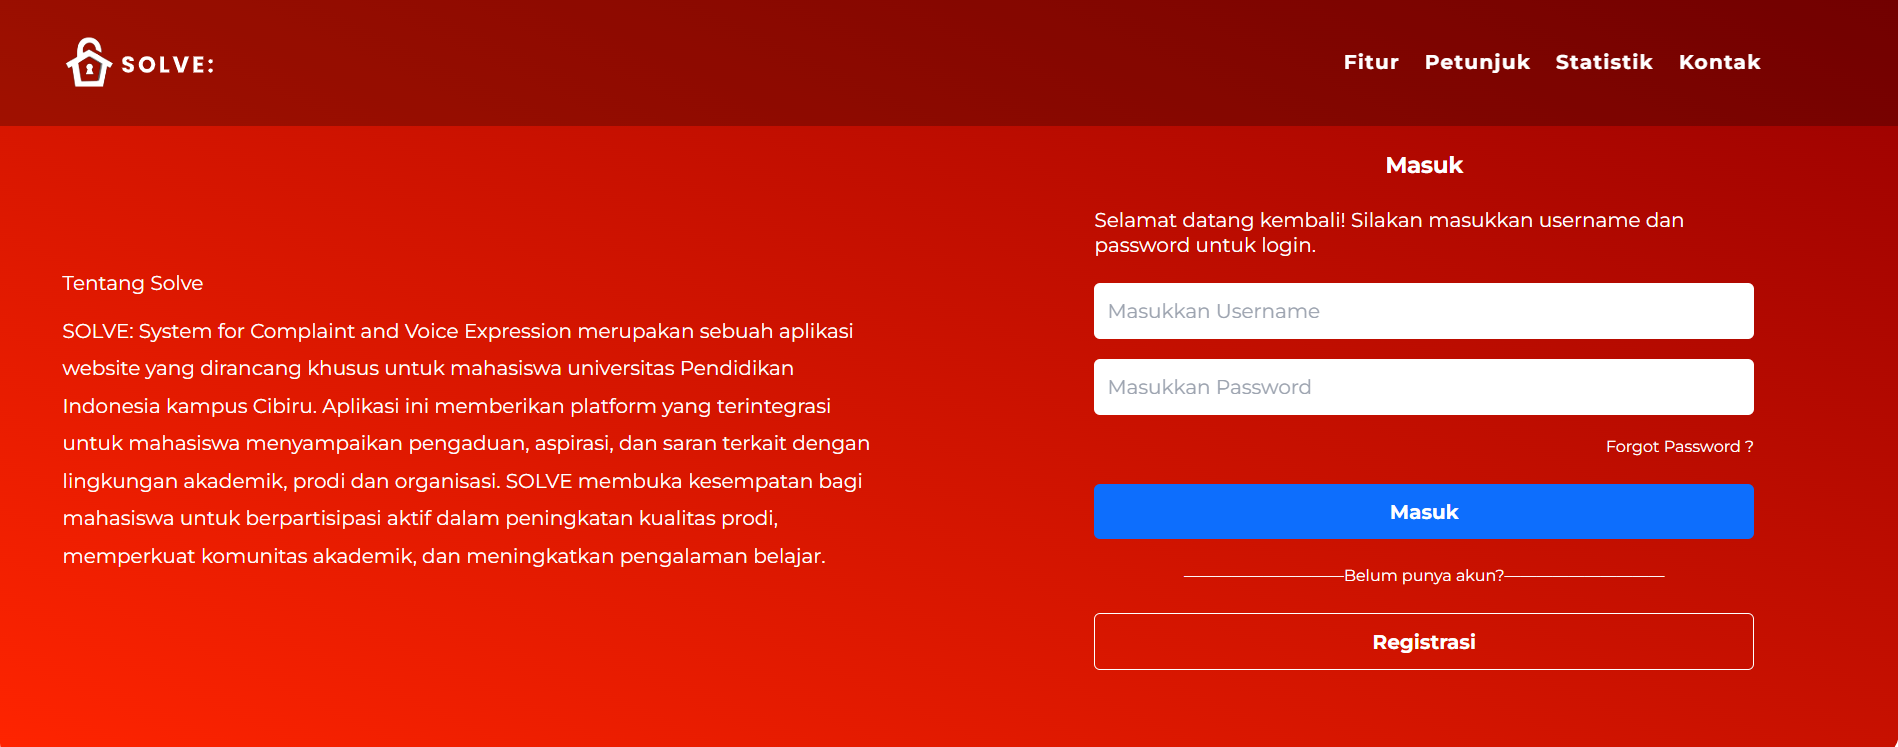 SOLVE:
Fitur Petunjuk Statistik Kontak
Tentang Solve
SOLVE: System for Complaint and Voice Expression merupakan sebuah aplikasi
website yang dirancang khusus untuk mahasiswa universitas Pendidikan
Indonesia kampus Cibiru. Aplikasi ini memberikan platform yang terintegrasi
untuk mahasiswa menyampaikan pengaduan, aspirasi, dan saran terkait dengan
lingkungan akademik, prodi dan organisasi. SOLVE membuka kesempatan bagi
mahasiswa untuk berpartisipasi aktif dalam peningkatan kualitas prodi,
memperkuat komunitas akademik, dan meningkatkan pengalaman belajar.
Masuk
Selamat datang kembali! Silakan masukkan username dan
password untuk login.
Masukkan Username
Masukkan Password
Forgot Password ?
Masuk
Belum punya akun?
Registrasi